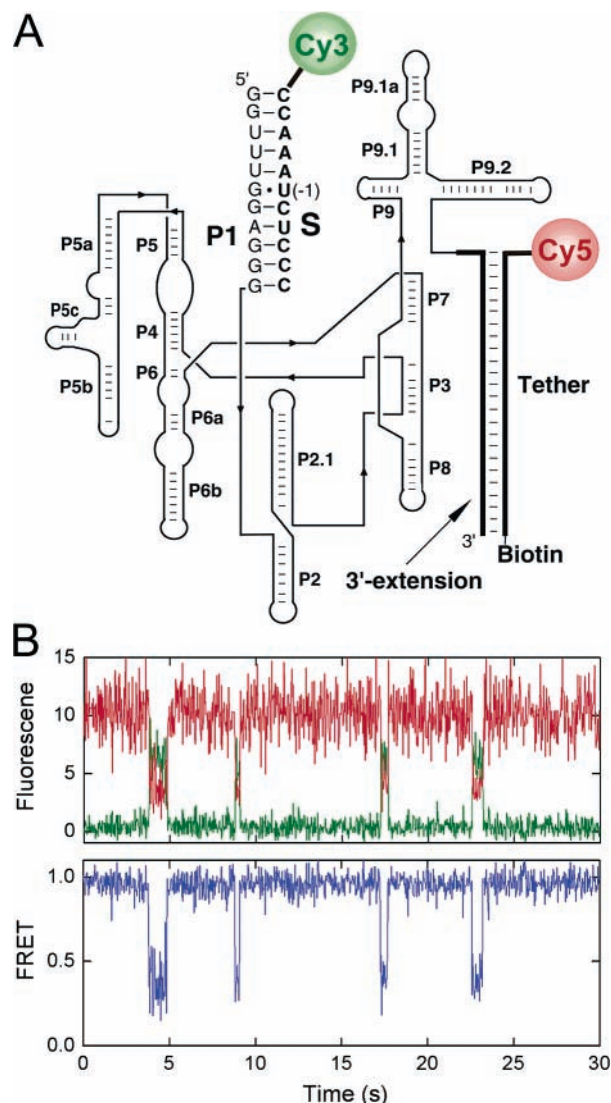 A
Cy3
5'
G–C
G–C
U–A
U–A
U–A
G•U(-1)
G–C
A–U
G–C
G–C
G–C
P1
S
P9.1a
P9.1
P9.2
P9
Cy5
P5a
P5
P5c
P4
P6
P5b
P6a
P6b
P7
P3
P8
P2.1
P2
Tether
3'
Biotin
3'-extension
B
Fluorescene
15
10
5
0
FRET
1.0
0.5
0.0
0 5 10 15 20 25 30
Time (s)